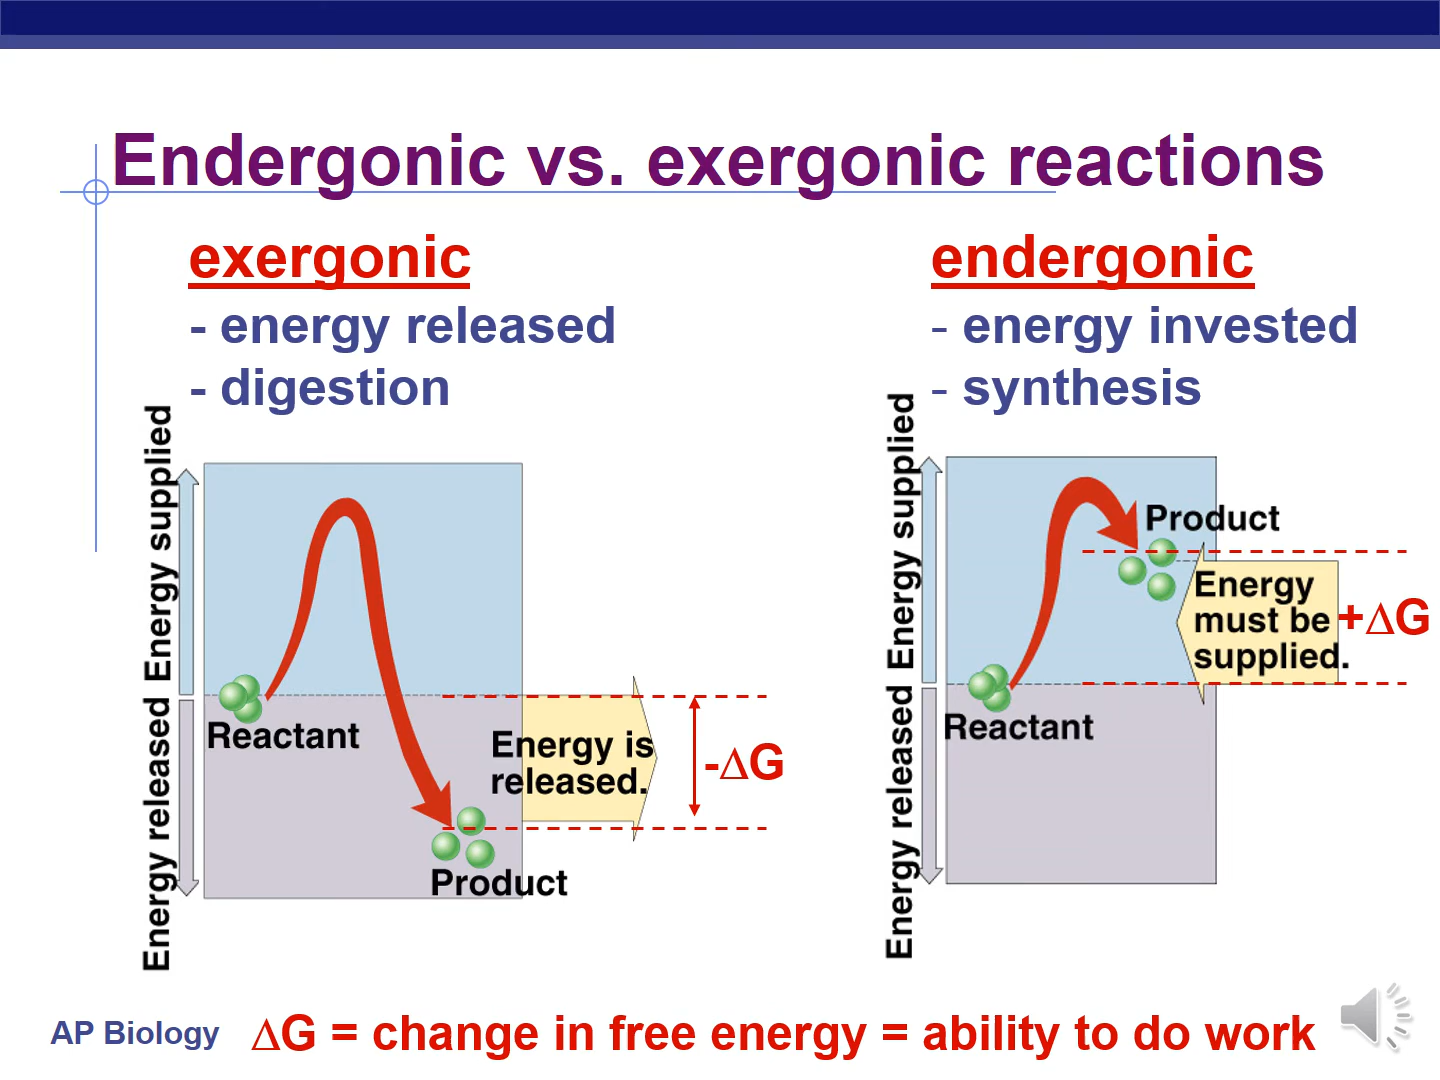 Endergonic vs. exergonic reactions
exergonic
- energy released
- digestion
Energy supplied
Energy released
Reactant
Energy is
released.
-∆G
Product
endergonic
- energy invested
- synthesis
Energy supplied
Energy released
Product
Energy
must be
supplied.
+∆G
Reactant
AP Biology
∆G = change in free energy = ability to do work